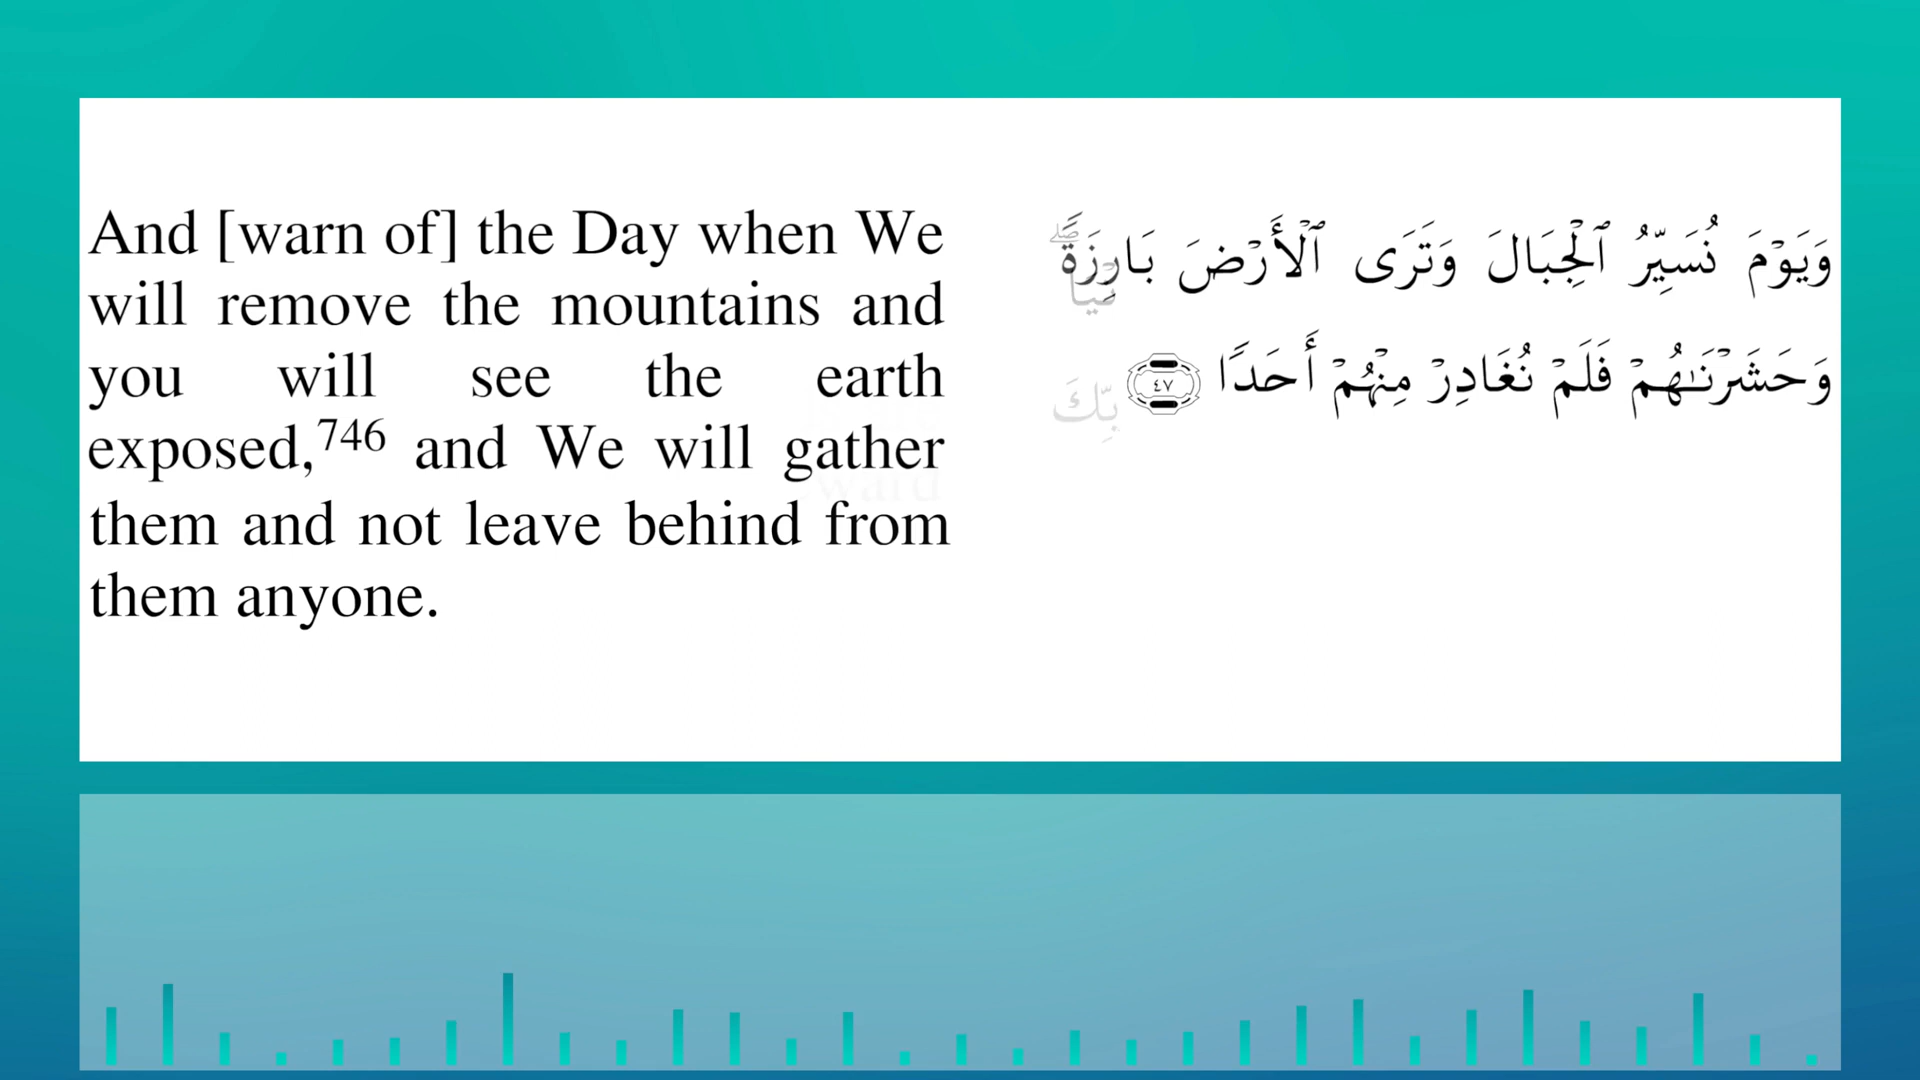 And [warn of] the Day when We
will remove the mountains and
you will see the earth
exposed,746 and We will gather
them and not leave behind from
them anyone.
وَيَوْمَ نُسَيِّرُ ٱلْجِبَالَ وَتَرَى ٱلْأَرْضَ بَارِزَةًۭ
وَحَشَرْنَـٰهُمْ فَلَمْ نُغَادِرْ مِنْهُمْ أَحَدًا ٤٧